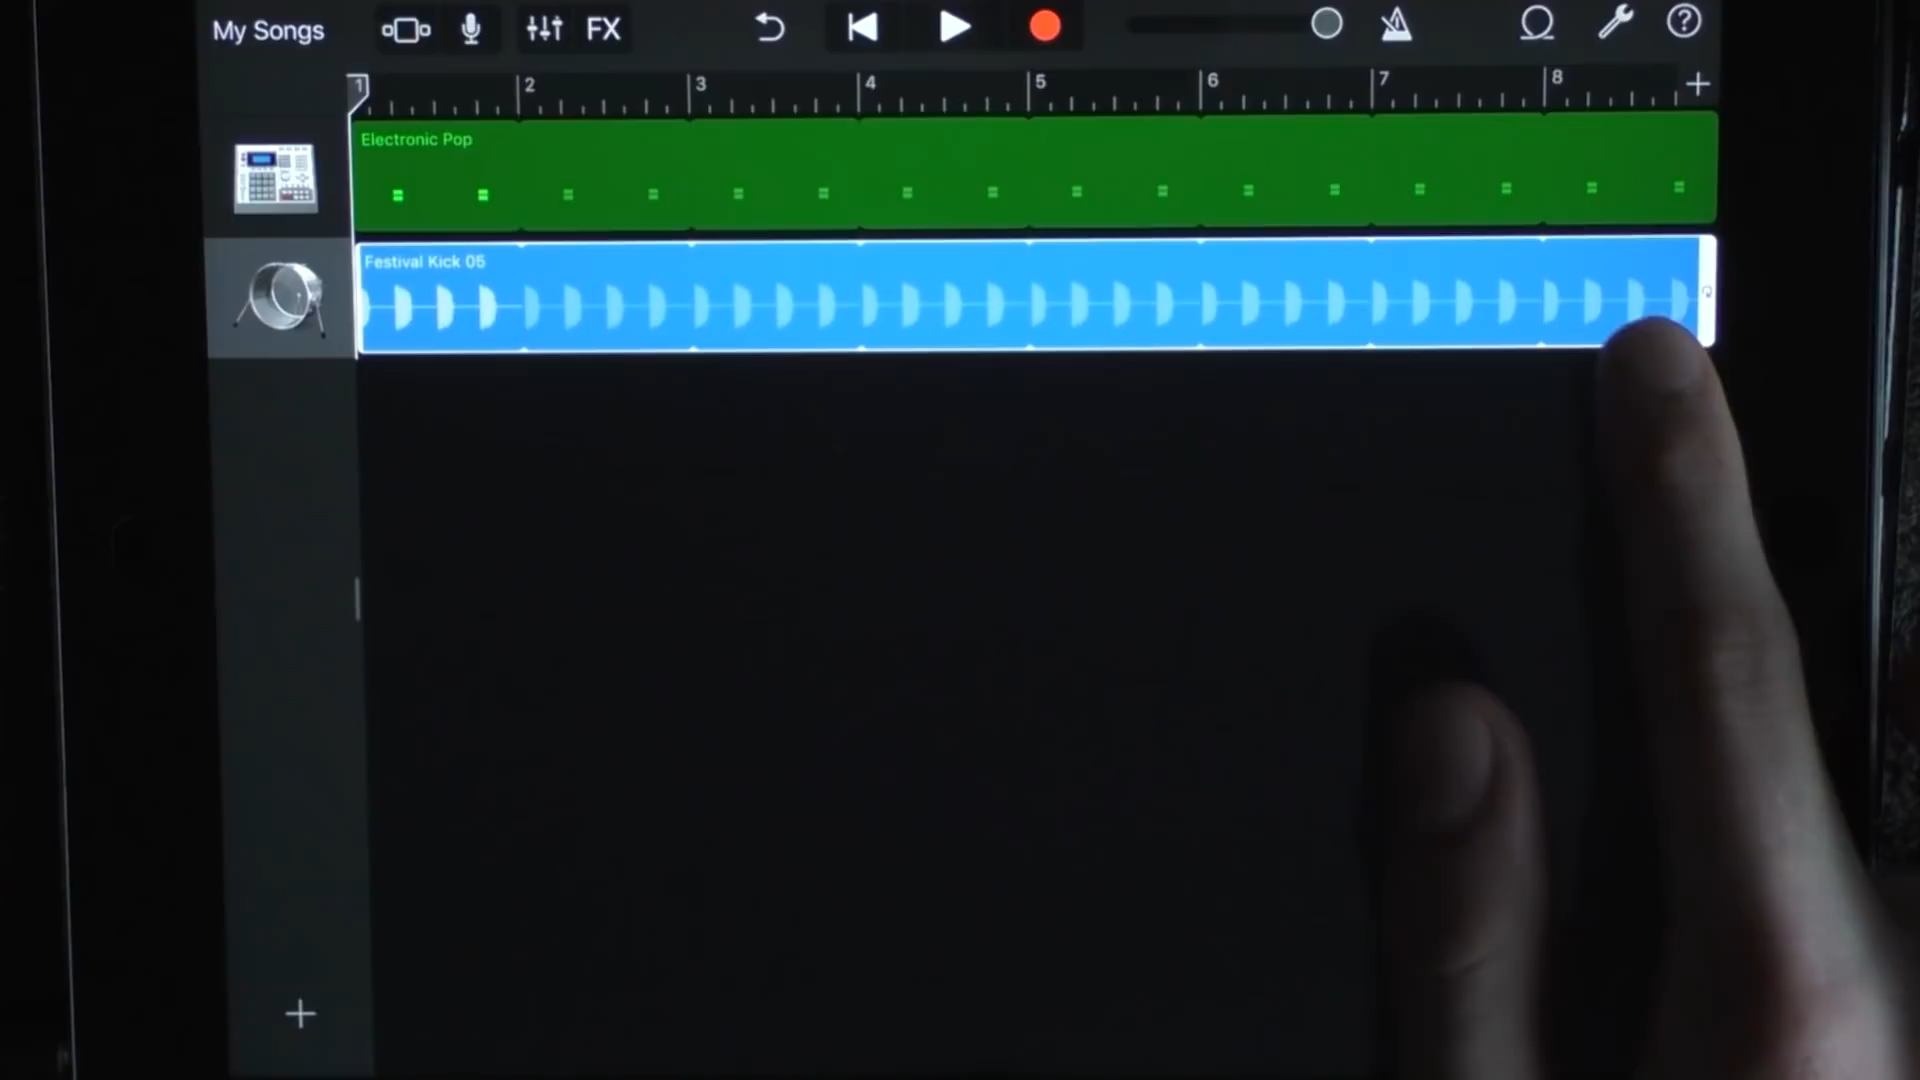 My Songs
FX
?
1 2 3 4 5 6 7 8 +
Electronic Pop
Festival Kick 05
+